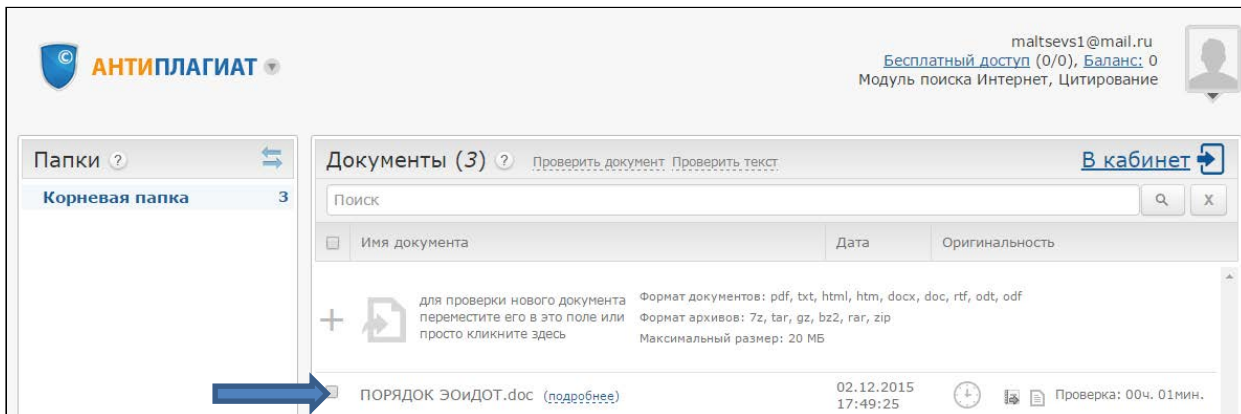 maltsevs1@mail.ru
© АНТИПЛАГИАТ
Бесплатный доступ (0/0), Баланс: 0
Модуль поиска Интернет, Цитирование
Папки ?
Корневая папка 3
Документы (3) ? Проверить документ Проверить текст В кабинет
Поиск X
Имя документа Дата Оригинальность
для проверки нового документа
переместите его в это поле или
просто кликните здесь
Формат документов: pdf, txt, html, htm, docx, doc, rtf, odt, odf
Формат архивов: 7z, tar, gz, bz2, rar, zip
Максимальный размер: 20 МБ
ПОРЯДОК ЭОиДОТ.doc (подробнее)
02.12.2015
17:49:25
Проверка: 00ч. 01мин.